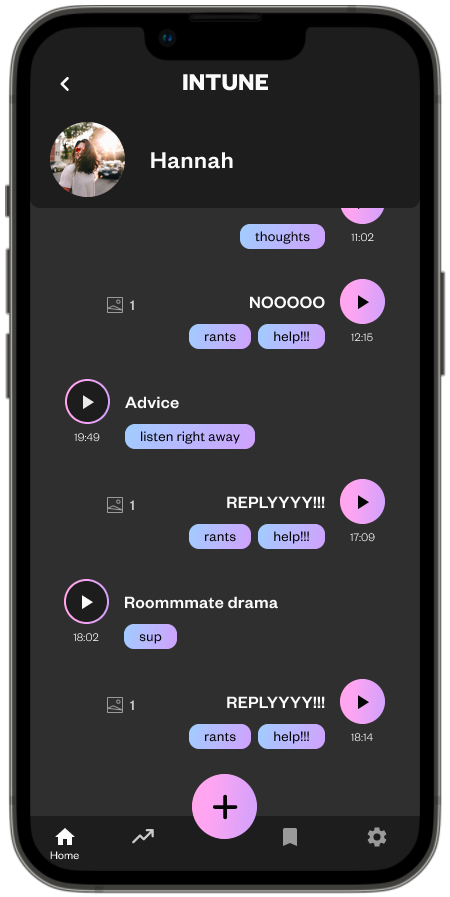 INTUNE
Hannah
thoughts
11:02
1
NOOOOO
rants
help!!!
12:15
Advice
19:49
listen right away
1
REPLYYYY!!!
rants
help!!!
17:09
Roommmate drama
18:02
sup
1
REPLYYYY!!!
rants
help!!!
18:14
Home